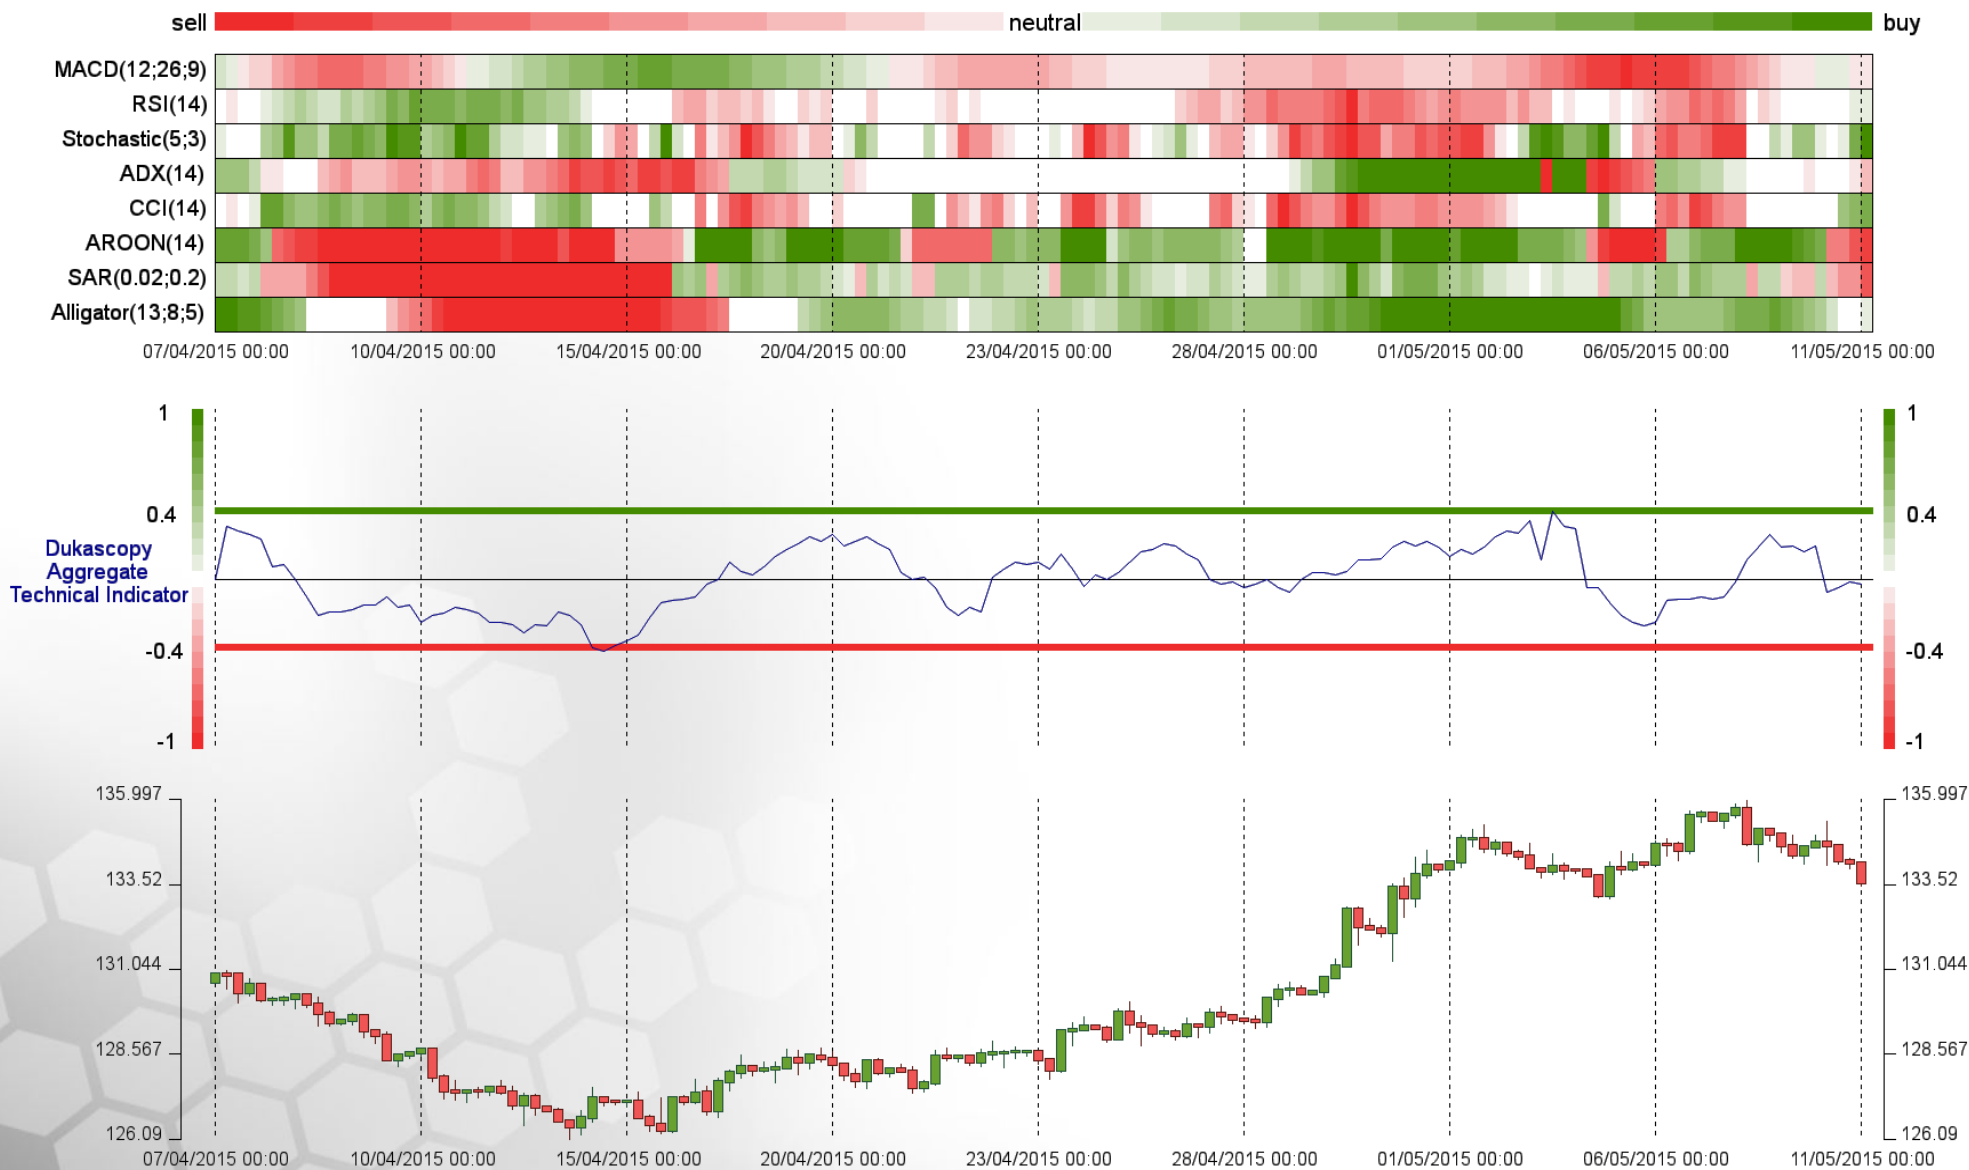 sell neutral buy
MACD(12;26;9)
RSI(14)
Stochastic(5;3)
ADX(14)
CCI(14)
AROON(14)
SAR(0.02;0.2)
Alligator(13;8;5)
07/04/2015 00:00 10/04/2015 00:00 15/04/2015 00:00 20/04/2015 00:00 23/04/2015 00:00 28/04/2015 00:00 01/05/2015 00:00 06/05/2015 00:00 11/05/2015 00:00
1 1
0.4 0.4
Dukascopy
Aggregate
Technical Indicator
-0.4 -0.4
-1 -1
135.997 135.997
133.52 133.52
131.044 131.044
128.567 128.567
126.09 126.09
07/04/2015 00:00 10/04/2015 00:00 15/04/2015 00:00 20/04/2015 00:00 23/04/2015 00:00 28/04/2015 00:00 01/05/2015 00:00 06/05/2015 00:00 11/05/2015 00:00